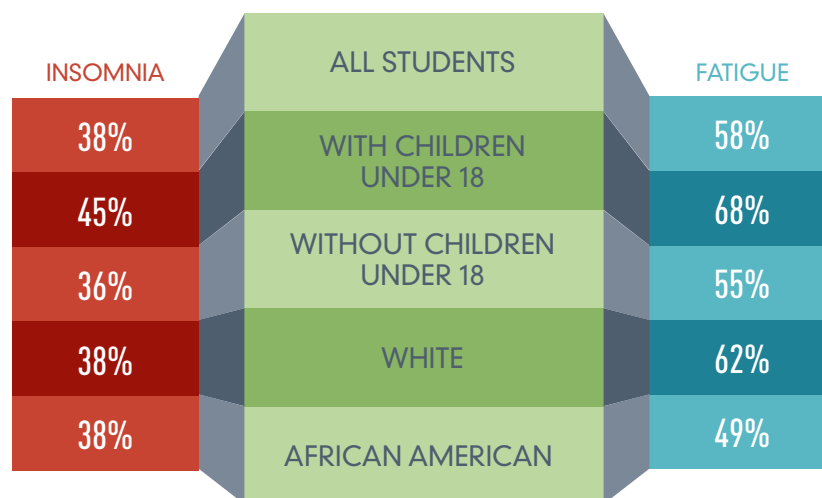 INSOMNIA
ALL STUDENTS
FATIGUE
38%
58%
WITH CHILDREN
UNDER 18
45%
68%
WITHOUT CHILDREN
UNDER 18
36%
55%
38%
WHITE
62%
38%
AFRICAN AMERICAN
49%